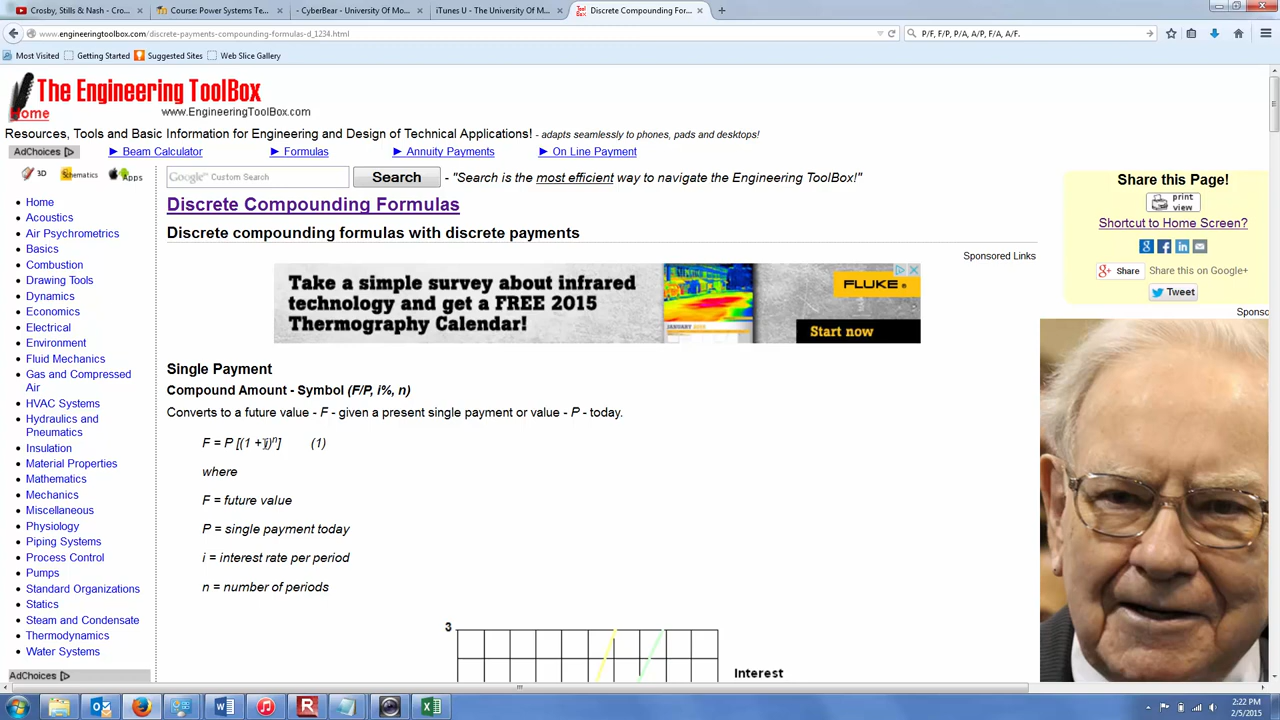 Crosby, Stills & Nash - C...
Course: Power Systems Te...
- CyberBear - University Of Mo...
iTunes U - The University Of M...
Discrete Compounding For...
www.engineeringtoolbox.com/discrete-payments-compounding-formulas-d_1234.html
P/F, F/P, P/A, A/P, F/A, A/F.
Most Visited
Getting Started
Suggested Sites
Web Slice Gallery
The Engineering ToolBox
Home
www.EngineeringToolBox.com
Resources, Tools and Basic Information for Engineering and Design of Technical Applications! - adapts seamlessly to phones, pads and desktops!
AdChoices
► Beam Calculator
► Formulas
► Annuity Payments
► On Line Payment
3D
Schematics
Apps
Google Custom Search
Search
- "Search is the most efficient way to navigate the Engineering ToolBox!"
Home
Acoustics
Air Psychrometrics
Basics
Combustion
Drawing Tools
Dynamics
Economics
Electrical
Environment
Fluid Mechanics
Gas and Compressed
Air
HVAC Systems
Hydraulics and
Pneumatics
Insulation
Material Properties
Mathematics
Mechanics
Miscellaneous
Physiology
Piping Systems
Process Control
Pumps
Standard Organizations
Statics
Steam and Condensate
Thermodynamics
Water Systems
AdChoices
Discrete Compounding Formulas
Discrete compounding formulas with discrete payments
Sponsored Links
Take a simple survey about infrared
technology and get a FREE 2015
Thermography Calendar!
JANUARY
FLUKE®
Start now
Single Payment
Compound Amount - Symbol (F/P, i%, n)
Converts to a future value - F - given a present single payment or value - P - today.
F = P [(1 + i)ⁿ] (1)
where
F = future value
P = single payment today
i = interest rate per period
n = number of periods
3
Interest
Share this Page!
print
view
Shortcut to Home Screen?
Share
Share this on Google+
Tweet
Sponso
2:22 PM
2/5/2015